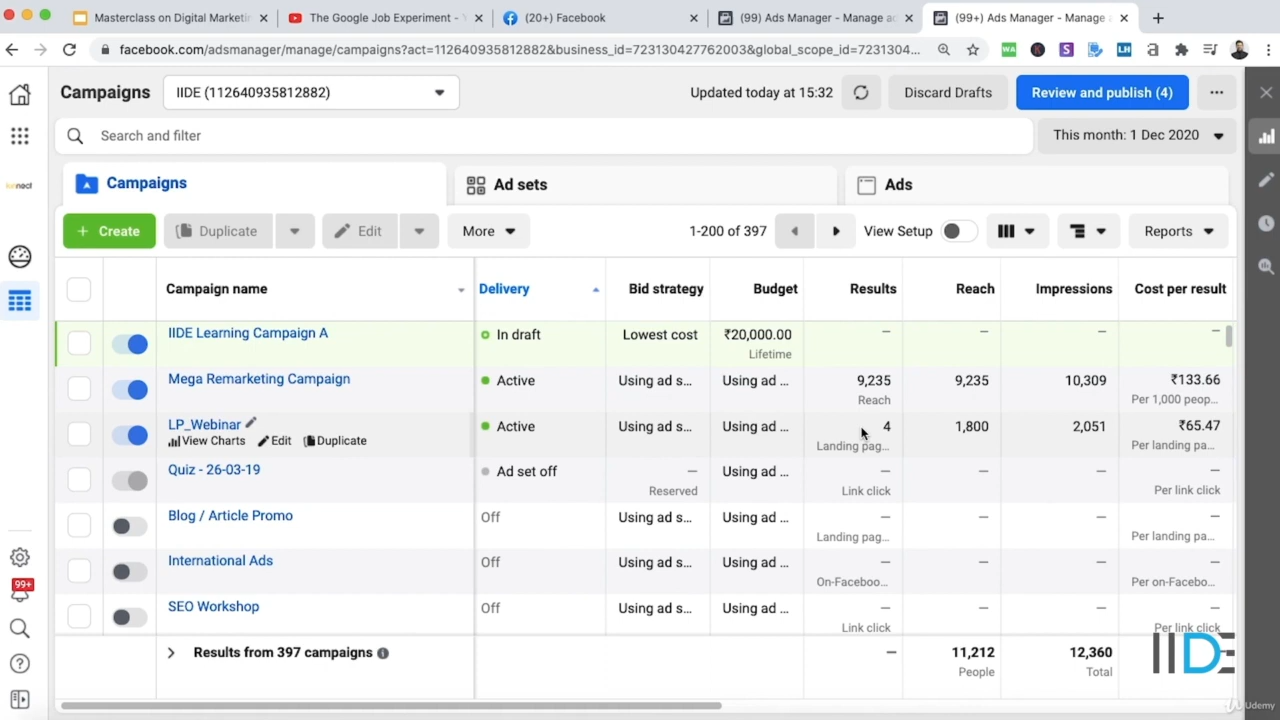 Masterclass on Digital Marketin
The Google Job Experiment - Y
(20+) Facebook
(99) Ads Manager - Manage ad
(99+) Ads Manager - Manage a
facebook.com/adsmanager/manage/campaigns?act=112640935812882&business_id=723130427762003&global_scope_id=7231304...
WA
K
S
LH
a
Campaigns
IIDE (112640935812882)
Updated today at 15:32
Discard Drafts
Review and publish (4)
Search and filter
This month: 1 Dec 2020
Campaigns
Ad sets
Ads
+ Create
Duplicate
Edit
More
1-200 of 397
View Setup
Reports
Campaign name
Delivery
Bid strategy
Budget
Results
Reach
Impressions
Cost per result
IIDE Learning Campaign A
In draft
Lowest cost
₹20,000.00
Lifetime
—
—
—
—
Mega Remarketing Campaign
Active
Using ad s...
Using ad ...
9,235
Reach
9,235
10,309
₹133.66
Per 1,000 peop...
LP_Webinar
View Charts
Edit
Duplicate
Active
Using ad s...
Using ad ...
4
Landing pag...
1,800
2,051
₹65.47
Per landing pa...
Quiz - 26-03-19
Ad set off
—
Reserved
Using ad ...
—
Link click
—
—
—
Per link click
Blog / Article Promo
Off
Using ad s...
Using ad ...
—
Landing pag...
—
—
—
Per landing pa...
International Ads
Off
Using ad s...
Using ad ...
—
On-Faceboo...
—
—
—
Per on-Facebo...
SEO Workshop
Off
Using ad s...
Using ad ...
—
Link click
—
—
—
Per link click
99+
Results from 397 campaigns
—
11,212
People
12,360
Total
IIDE
Udemy